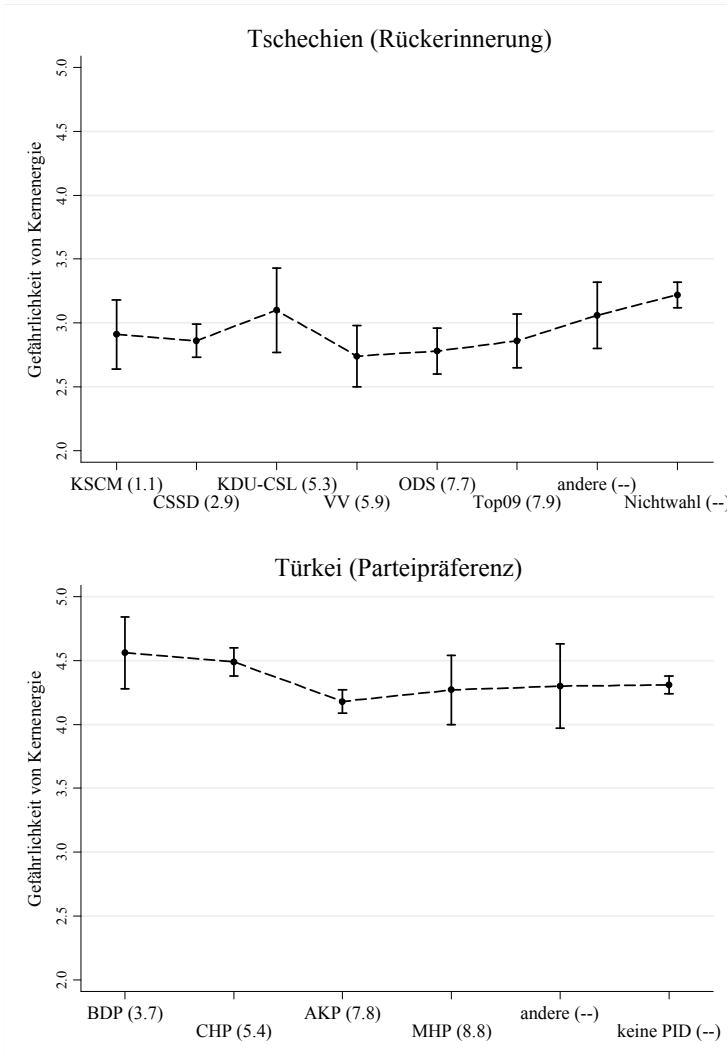 Tschechien (Rückerinnerung)
Gefährlichkeit von Kernenergie
5.0
4.5
4.0
3.5
3.0
2.5
2.0
KSCM (1.1)
CSSD (2.9)
KDU-CSL (5.3)
VV (5.9)
ODS (7.7)
Top09 (7.9)
andere (--)
Nichtwahl (--)
Türkei (Parteipräferenz)
Gefährlichkeit von Kernenergie
5.0
4.5
4.0
3.5
3.0
2.5
2.0
BDP (3.7)
CHP (5.4)
AKP (7.8)
MHP (8.8)
andere (--)
keine PID (--)